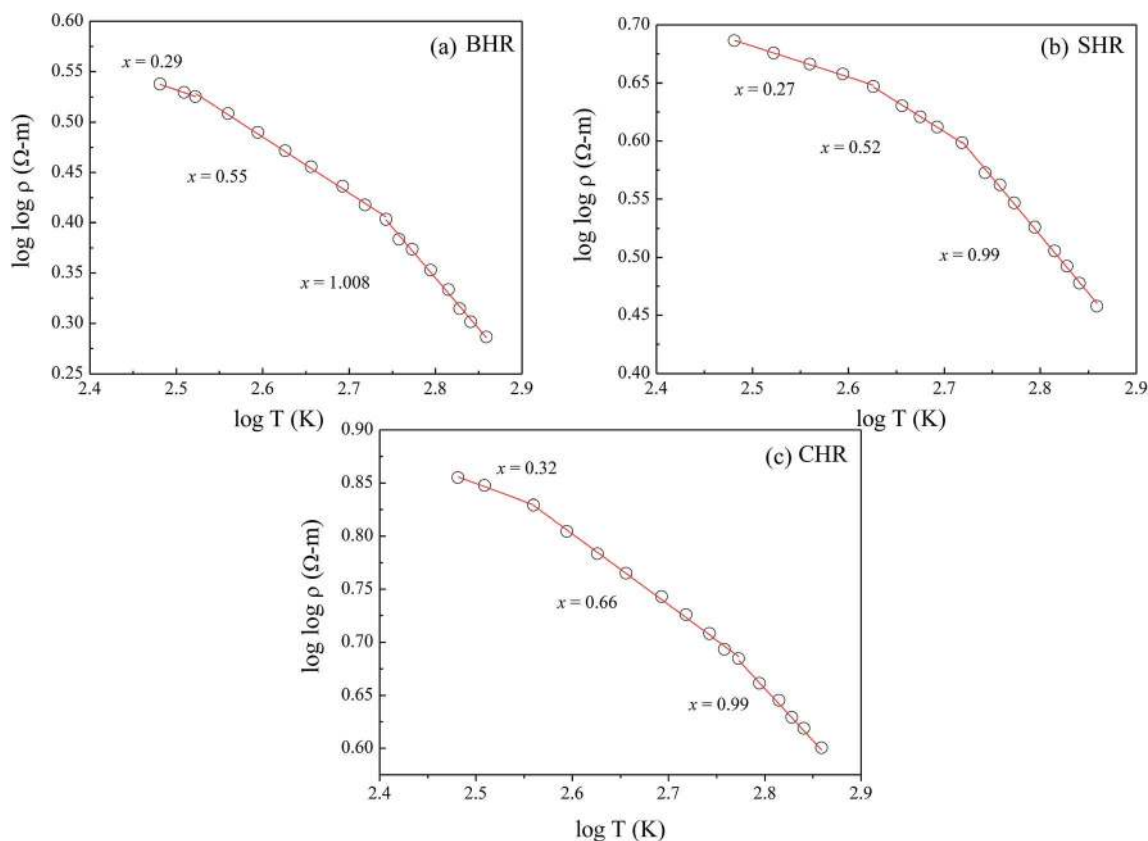 (a) BHR
0.60
0.55
0.50
0.45
0.40
0.35
0.30
0.25
log log ρ (Ω-m)
x = 0.29
x = 0.55
x = 1.008
2.4 2.5 2.6 2.7 2.8 2.9
log T (K)
(b) SHR
0.70
0.65
0.60
0.55
0.50
0.45
0.40
log log ρ (Ω-m)
x = 0.27
x = 0.52
x = 0.99
2.4 2.5 2.6 2.7 2.8 2.9
log T (K)
(c) CHR
0.90
0.85
0.80
0.75
0.70
0.65
0.60
log log ρ (Ω-m)
x = 0.32
x = 0.66
x = 0.99
2.4 2.5 2.6 2.7 2.8 2.9
log T (K)